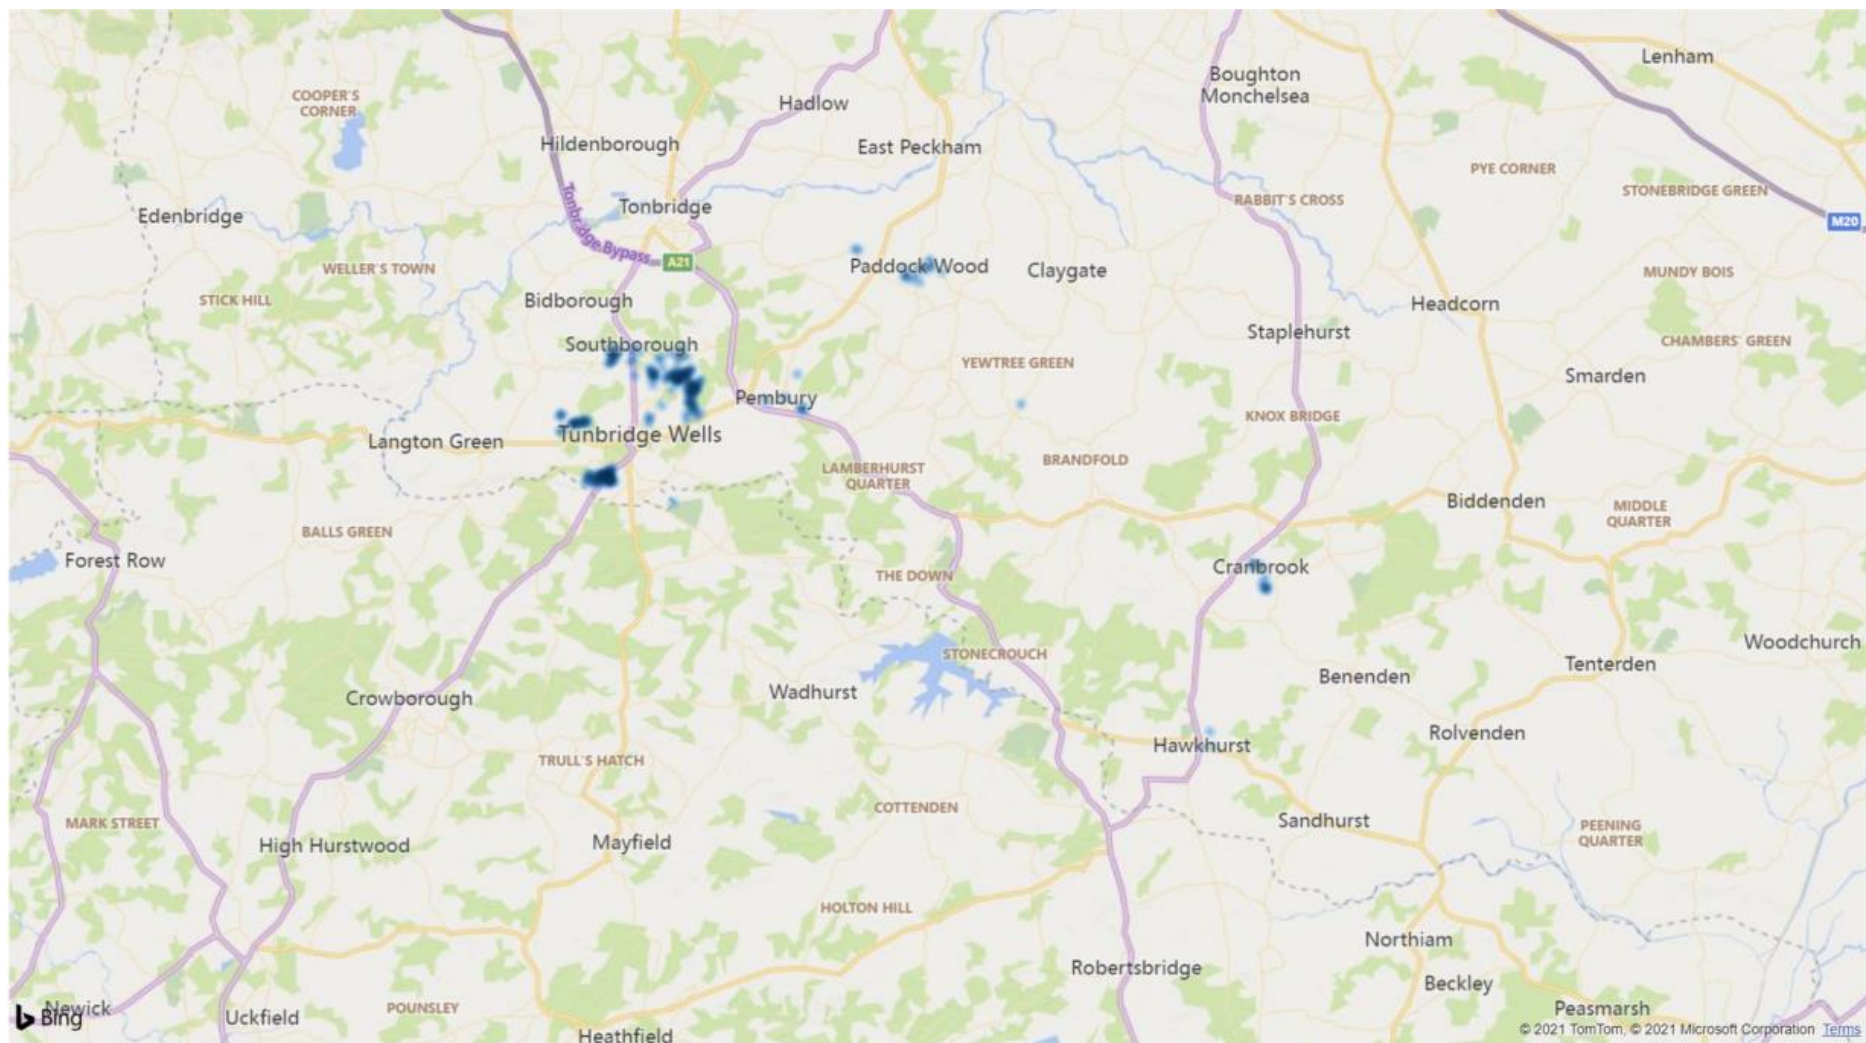 Lenham
Boughton
Monchelsea
COOPER'S
CORNER
Hadlow
Hildenborough
East Peckham
PYE CORNER
STONEBRIDGE GREEN
RABBIT'S CROSS
Tonbridge
Edenbridge
M20
Tonbridge Bypass
A21
WELLER'S TOWN
Paddock Wood
Claygate
MUNDY BOIS
STICK HILL
Bidborough
Headcorn
Staplehurst
Southborough
CHAMBERS' GREEN
YEWTREE GREEN
Smarden
Pembury
KNOX BRIDGE
Langton Green
Tunbridge Wells
BRANDFOLD
LAMBERHURST
QUARTER
Biddenden
MIDDLE
QUARTER
BALLS GREEN
Forest Row
THE DOWN
Cranbrook
Woodchurch
STONECROUCH
Tenterden
Benenden
Wadhurst
Crowborough
Rolvenden
Hawkhurst
TRULL'S HATCH
COTTENDEN
MARK STREET
Sandhurst
PEENING
QUARTER
High Hurstwood
Mayfield
HOLTON HILL
Northiam
Robertsbridge
Beckley
Newick
Bing
Uckfield
POUNSLEY
Heathfield
Peasmarsh
© 2021 TomTom, © 2021 Microsoft Corporation Terms